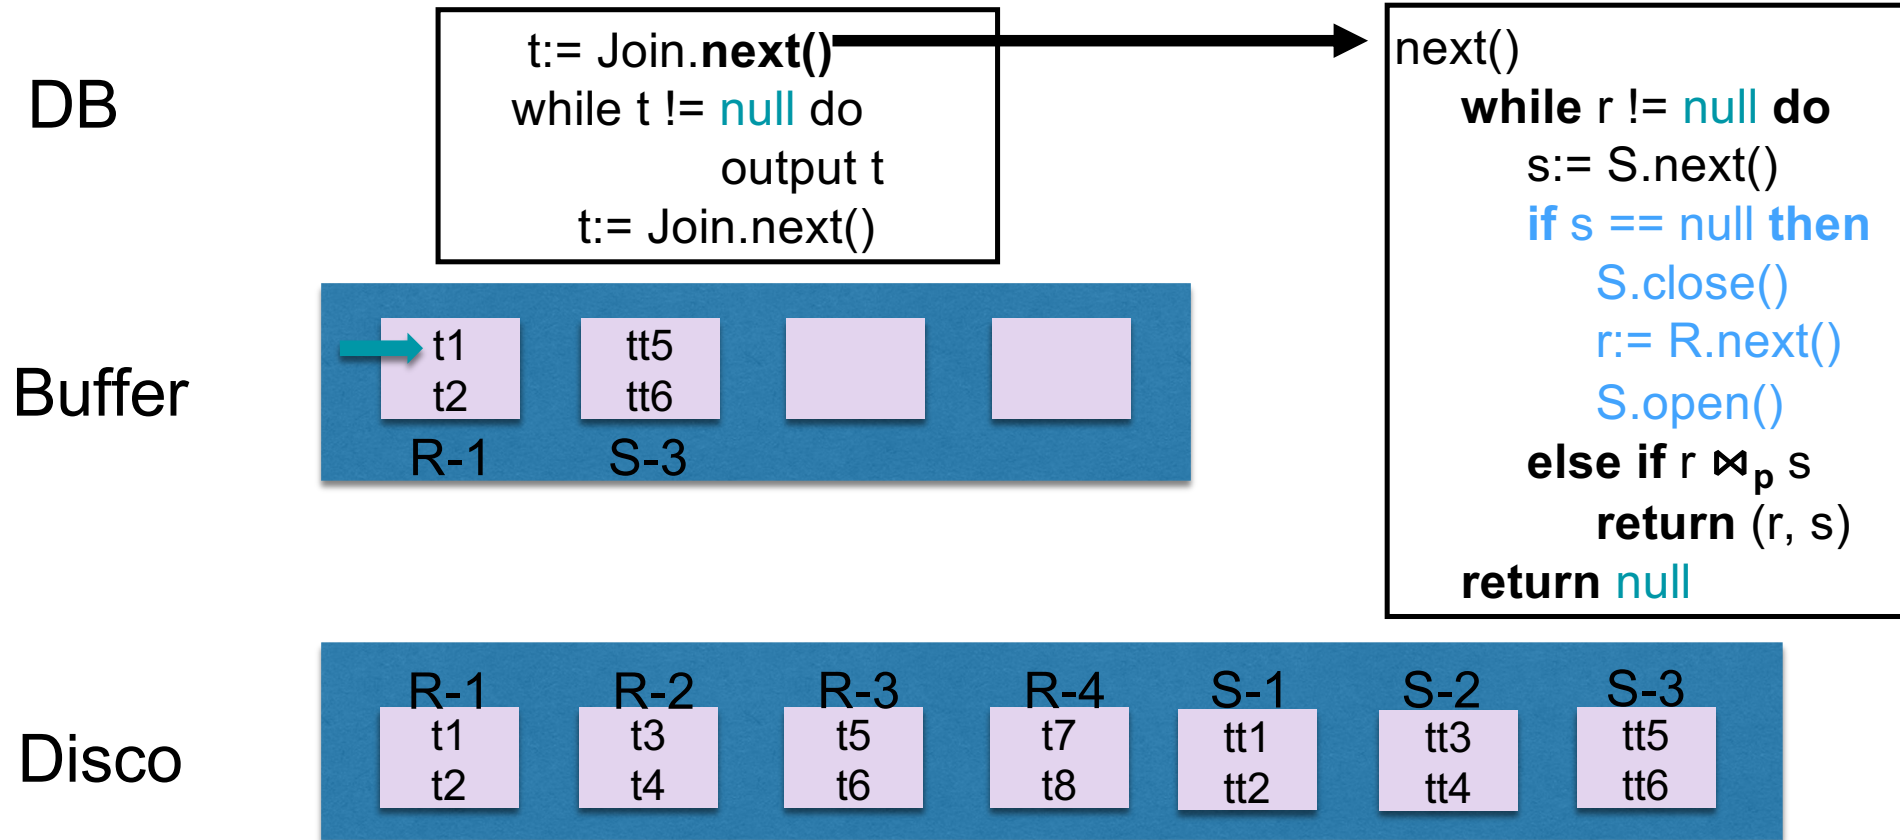 DB
t:= Join.next()
while t != null do
output t
t:= Join.next()
next()
while r != null do
s:= S.next()
if s == null then
S.close()
r:= R.next()
S.open()
else if r ⋈p s
return (r, s)
return null
Buffer
t1
t2
R-1
tt5
tt6
S-3
Disco
R-1
t1
t2
R-2
t3
t4
R-3
t5
t6
R-4
t7
t8
S-1
tt1
tt2
S-2
tt3
tt4
S-3
tt5
tt6